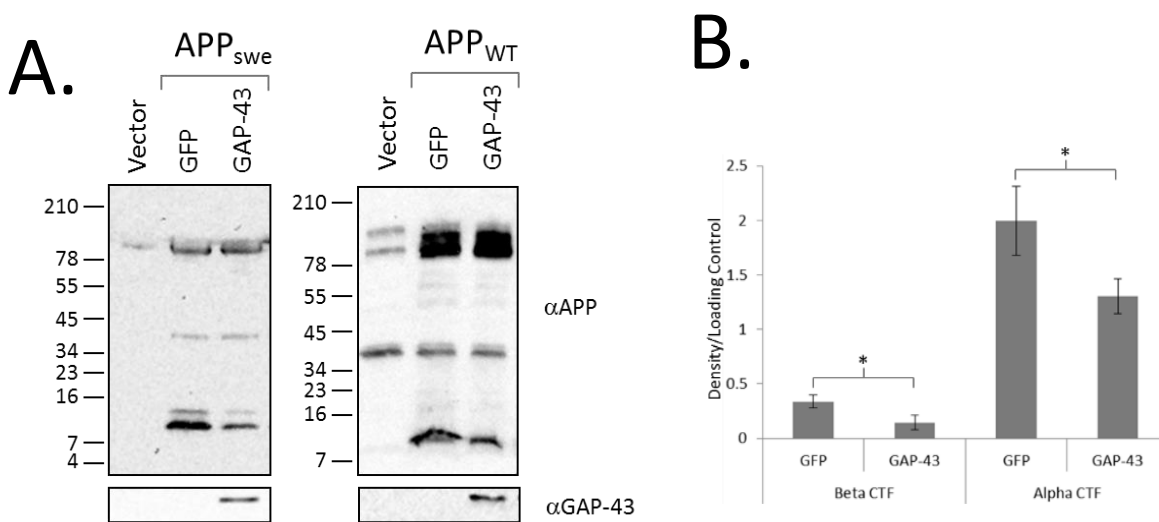 A.
APPswe
Vector
GFP
GAP-43
210
78
55
45
34
23
16
7
4
APPWT
Vector
GFP
GAP-43
210
78
55
45
34
23
16
7
αAPP
αGAP-43
B.
Density/Loading Control
2.5
2
1.5
1
0.5
0
*
*
GFP
GAP-43
GFP
GAP-43
Beta CTF
Alpha CTF